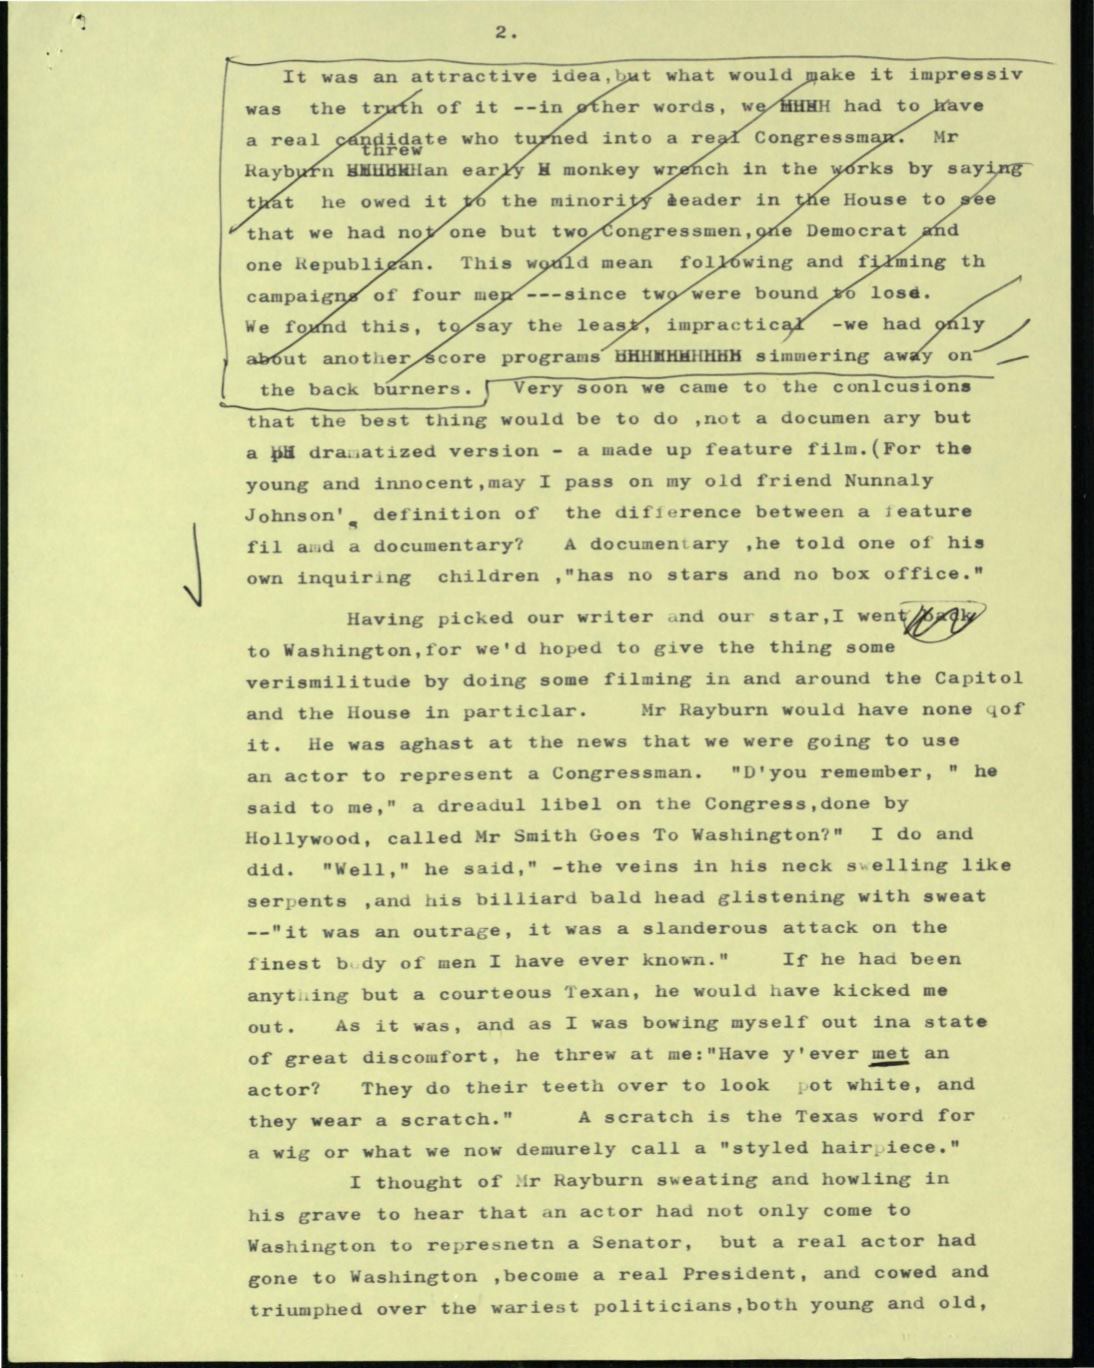 2.
It was an attractive idea,but what would make it impressiv
was the truth of it --in other words, we HHHH had to have
a real candidate who turned into a real Congressman. Mr
threw
Rayburn an early H monkey wrench in the works by saying
that he owed it to the minority leader in the House to see
that we had not one but two Congressmen,one Democrat and
one Republican. This would mean following and filming th
campaigns of four men ---since two were bound to lose.
We found this, to say the least, impractical -we had only
about another score programs simmering away on
the back burners. Very soon we came to the conlcusions
that the best thing would be to do ,not a documen ary but
a dramatized version - a made up feature film.(For the
young and innocent,may I pass on my old friend Nunnaly
Johnson's definition of the difference between a feature
fil and a documentary? A documentary ,he told one of his
own inquiring children ,"has no stars and no box office."
Having picked our writer and our star,I went back
to Washington,for we'd hoped to give the thing some
verismilitude by doing some filming in and around the Capitol
and the House in particlar. Mr Rayburn would have none qof
it. He was aghast at the news that we were going to use
an actor to represent a Congressman. "D'you remember, " he
said to me," a dreadul libel on the Congress,done by
Hollywood, called Mr Smith Goes To Washington?" I do and
did. "Well," he said," -the veins in his neck swelling like
serpents ,and his billiard bald head glistening with sweat
--"it was an outrage, it was a slanderous attack on the
finest body of men I have ever known." If he had been
anything but a courteous Texan, he would have kicked me
out. As it was, and as I was bowing myself out ina state
of great discomfort, he threw at me:"Have y'ever met an
actor? They do their teeth over to look pot white, and
they wear a scratch." A scratch is the Texas word for
a wig or what we now demurely call a "styled hairpiece."
I thought of Mr Rayburn sweating and howling in
his grave to hear that an actor had not only come to
Washington to represnetn a Senator, but a real actor had
gone to Washington ,become a real President, and cowed and
triumphed over the wariest politicians,both young and old,